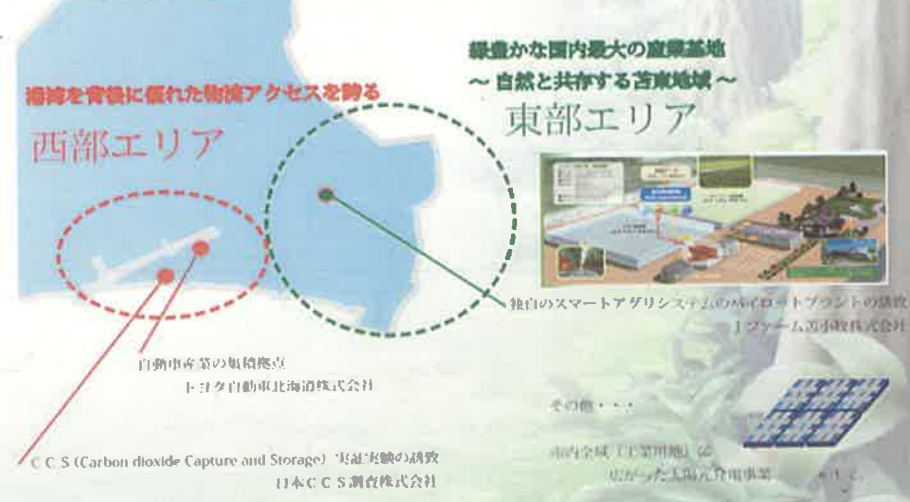 港湾を背後に優れた物流アクセスを誇る
西部エリア
緑豊かな国内最大の産業基地
~ 自然と共存する苫東地域 ~
東部エリア
独自のスマートアグリシステムのパイロットプラントの誘致
Jファーム苫小牧株式会社
自動車産業の集積拠点
トヨタ自動車北海道株式会社
CCS (Carbon dioxide Capture and Storage) 実証実験の誘致
日本CCS調査株式会社
その他・・・
市内全域（工業用地）に
広がった太陽光発電事業
etc.